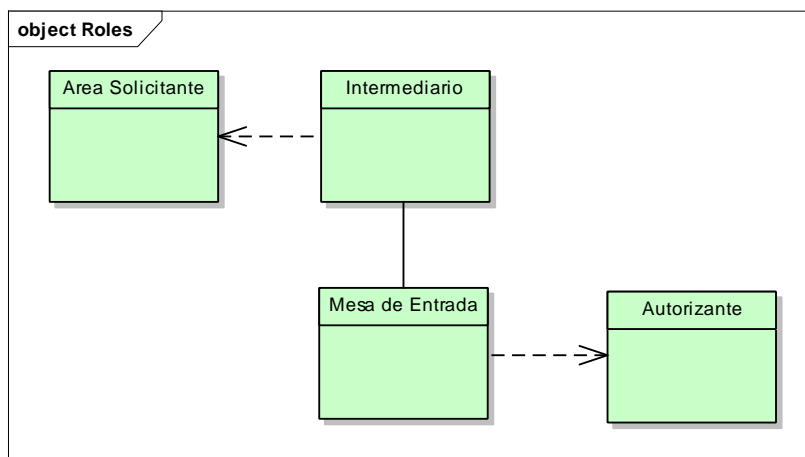 object Roles
Area Solicitante
Intermediario
Mesa de Entrada
Autorizante